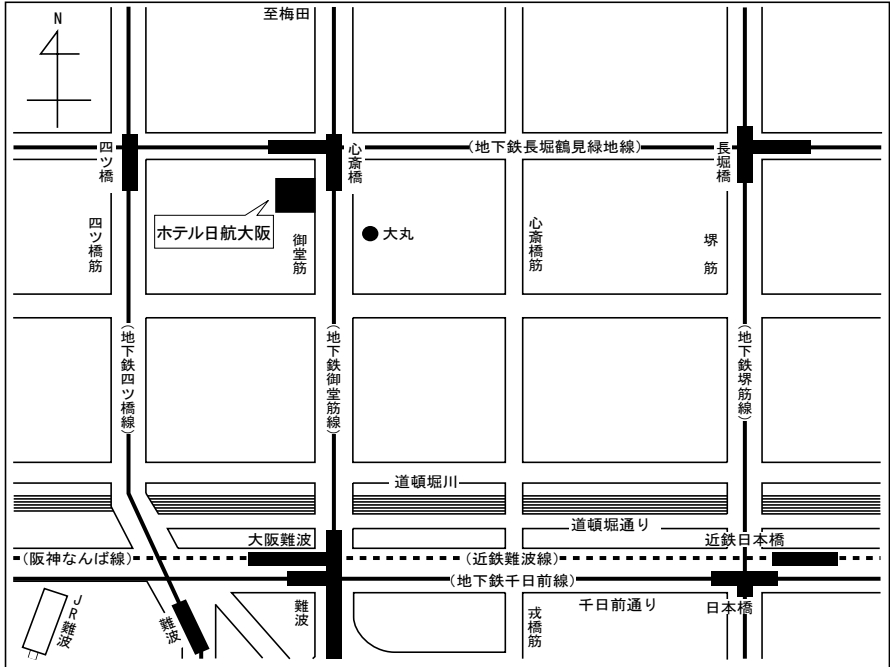 N
至梅田
四ツ橋
心斎橋
(地下鉄長堀鶴見緑地線)
長堀橋
ホテル日航大阪
四ツ橋筋
御堂筋
大丸
心斎橋筋
堺筋
(地下鉄四ツ橋線)
(地下鉄御堂筋線)
(地下鉄堺筋線)
道頓堀川
道頓堀通り
大阪難波
近鉄日本橋
(阪神なんば線)
(近鉄難波線)
(地下鉄千日前線)
JR難波
難波
難波
戎橋筋
千日前通り
日本橋